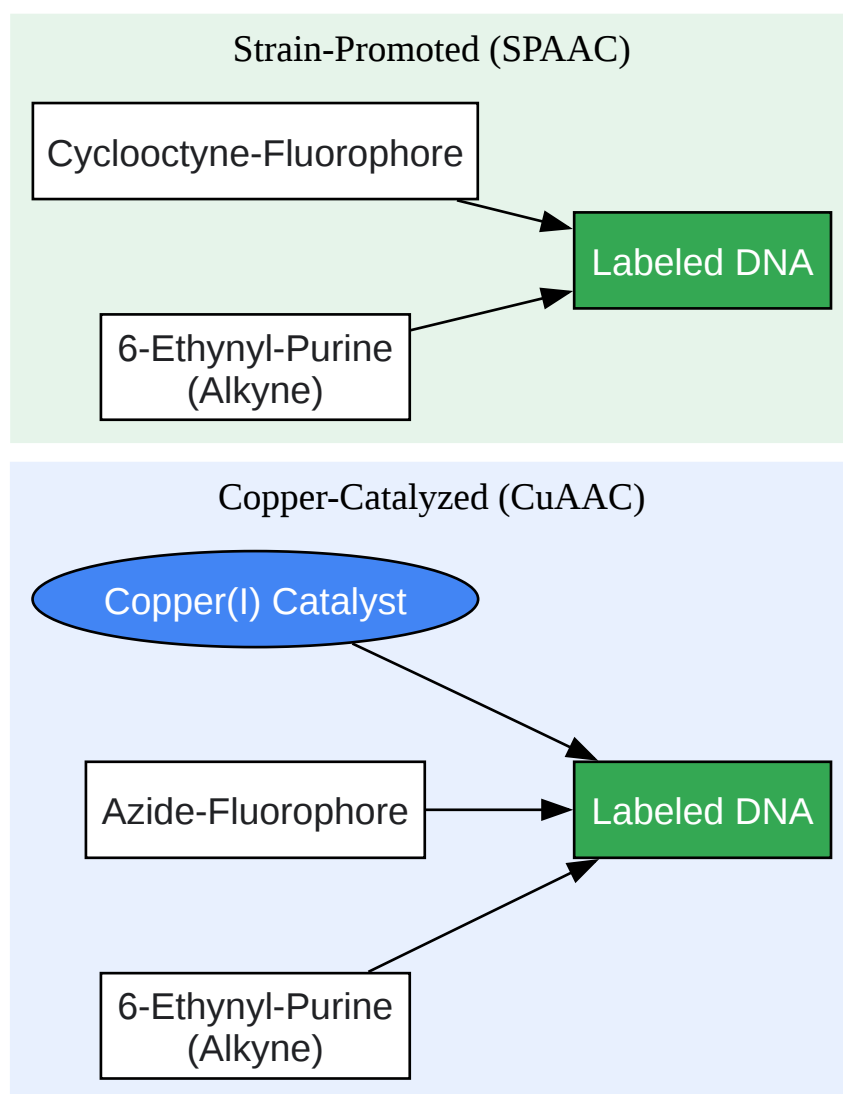 Strain-Promoted (SPAAC)
Cyclooctyne-Fluorophore
Labeled DNA
6-Ethynyl-Purine
(Alkyne)
Copper-Catalyzed (CuAAC)
Copper(I) Catalyst
Azide-Fluorophore
Labeled DNA
6-Ethynyl-Purine
(Alkyne)